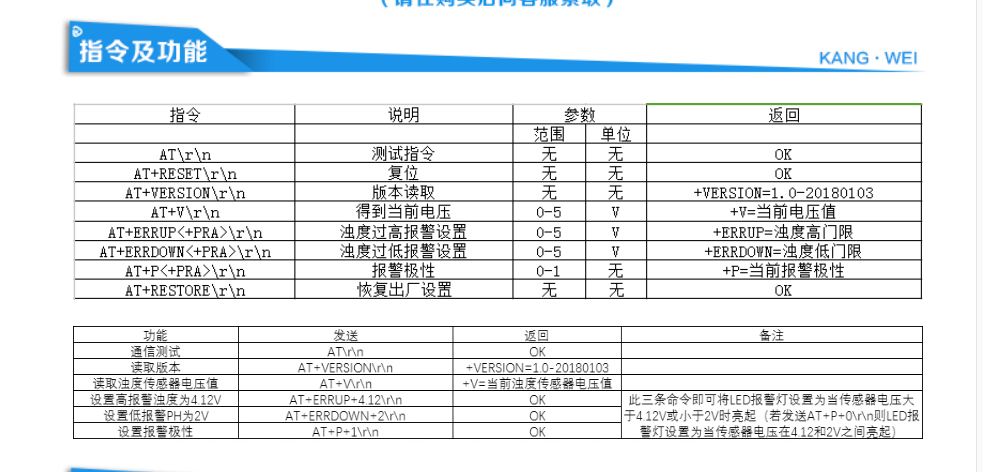 （请在购买后向客服索取）
指令及功能
KANG · WEI
指令 说明 参数 返回
范围 单位
AT\r\n 测试指令 无 无 OK
AT+RESET\r\n 复位 无 无 OK
AT+VERSION\r\n 版本读取 无 无 +VERSION=1.0-20180103
AT+V\r\n 得到当前电压 0-5 V +V=当前电压值
AT+ERRUP<+PRA>\r\n 浊度过高报警设置 0-5 V +ERRUP=浊度高门限
AT+ERRDOWN<+PRA>\r\n 浊度过低报警设置 0-5 V +ERRDOWN=浊度低门限
AT+P<+PRA>\r\n 报警极性 0-1 无 +P=当前报警极性
AT+RESTORE\r\n 恢复出厂设置 无 无 OK
功能 发送 返回 备注
通信测试 AT\r\n OK
读取版本 AT+VERSION\r\n +VERSION=1.0-20180103
读取浊度传感器电压值 AT+V\r\n +V=当前浊度传感器电压值
设置高报警浊度为4.12V AT+ERRUP+4.12\r\n OK 此三条命令即可将LED报警灯设置为当传感器电压大
设置低报警PH为2V AT+ERRDOWN+2\r\n OK 于4.12V或小于2V时亮起（若发送AT+P+0\r\n则LED报
设置报警极性 AT+P+1\r\n OK 警灯设置为当传感器电压在4.12和2V之间亮起）